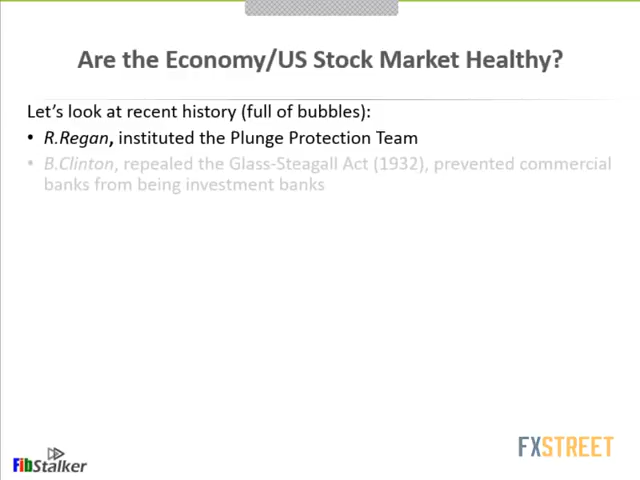 Are the Economy/US Stock Market Healthy?
Let's look at recent history (full of bubbles):
• R.Regan, instituted the Plunge Protection Team
• B.Clinton, repealed the Glass-Steagall Act (1932), prevented commercial
banks from being investment banks
FibStalker
FXSTREET